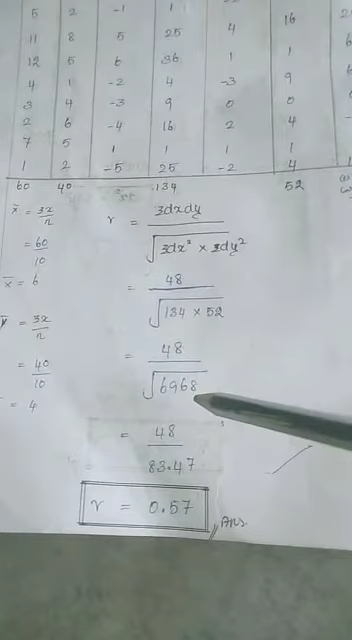 5 2 -1 1 4 16
11 8 5 25 1 1
12 5 6 36 -3 9
4 1 -2 4 0 0
3 4 -3 9 2 4
2 6 -4 16 1 1
7 5 1 1 -2 4
1 2 -5 25
60 40 134 52
x̄ = Σx/n
= 60/10
x̄ = 6
ȳ = Σx/n
= 40/10
= 4
r = Σdxdy / √(Σdx² × Σdy²)
= 48 / √(134 × 52)
= 48 / √6968
= 48 / 83.47
r = 0.57
Ans.